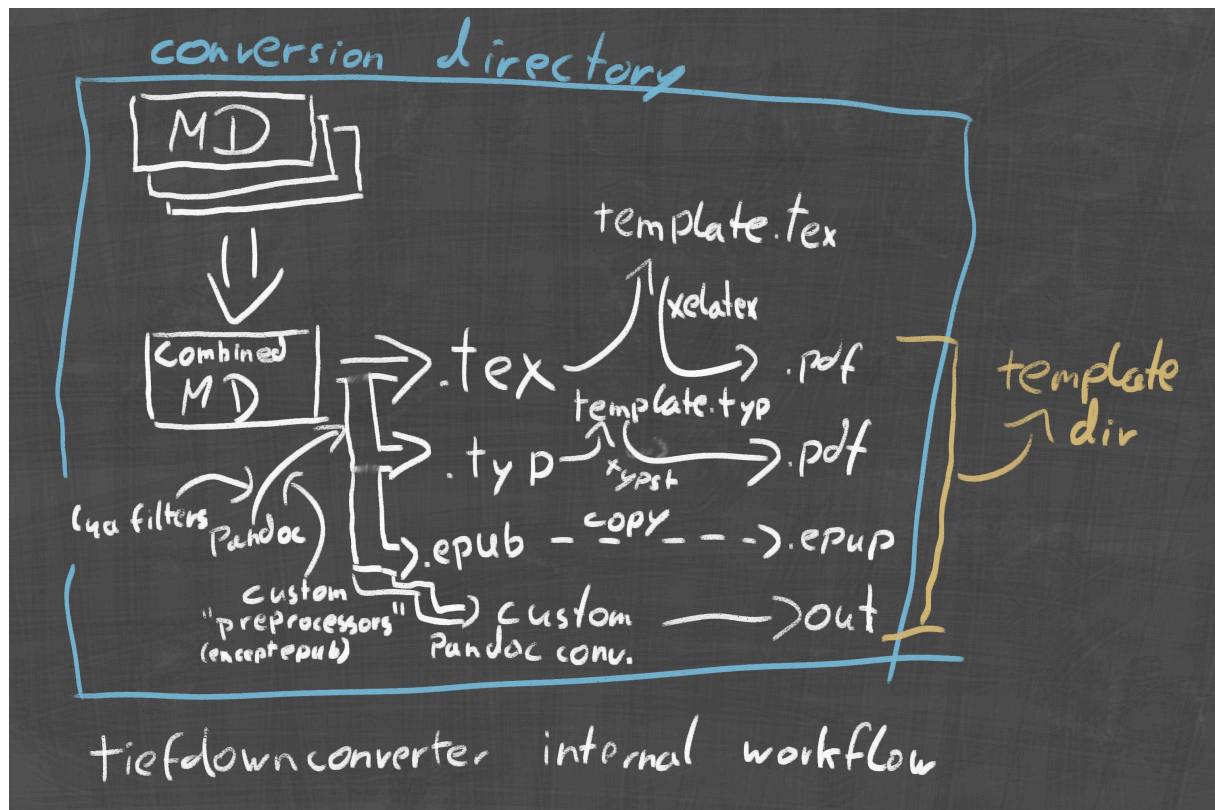 conversion directory
MD
template.tex
xelatex
combined
MD
.tex
.pdf
template
dir
template.typ
.typ
typst
.pdf
lua filters
Pandoc
.epub
copy
.epup
custom
"preprocessors"
(except epub)
custom
Pandoc conv.
out
tiefdownconverter internal workflow